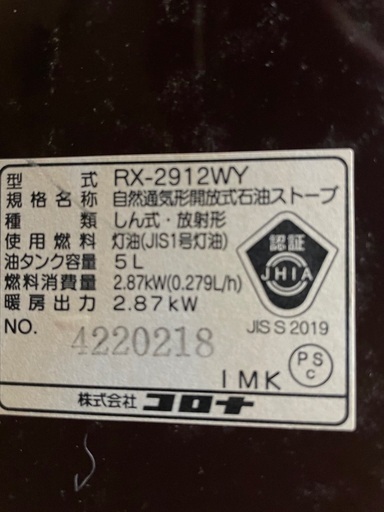 型式 RX-2912WY
規格名称 自然通気形開放式石油ストーブ
種類 しん式・放射形
使用燃料 灯油(JIS1号灯油)
油タンク容量 5L
燃料消費量 2.87kW(0.279L/h)
暖房出力 2.87kW
認証
JHIA
JIS S 2019
NO. 4220218
PS
C
IMK
株式会社 コロナ